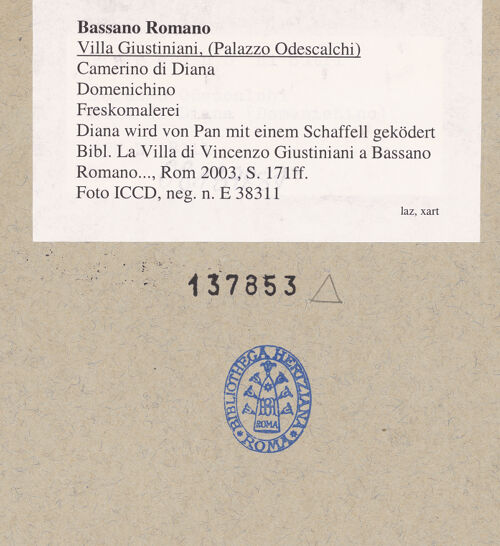 Bassano Romano
Villa Giustiniani, (Palazzo Odescalchi)
Camerino di Diana
Domenichino
Freskomalerei
Diana wird von Pan mit einem Schaffell geködert
Bibl. La Villa di Vincenzo Giustiniani a Bassano
Romano..., Rom 2003, S. 171ff.
Foto ICCD, neg. n. E 38311
laz, xart
137853
BIBLIOTHECA HERTZIANA
ROMA
ROMA